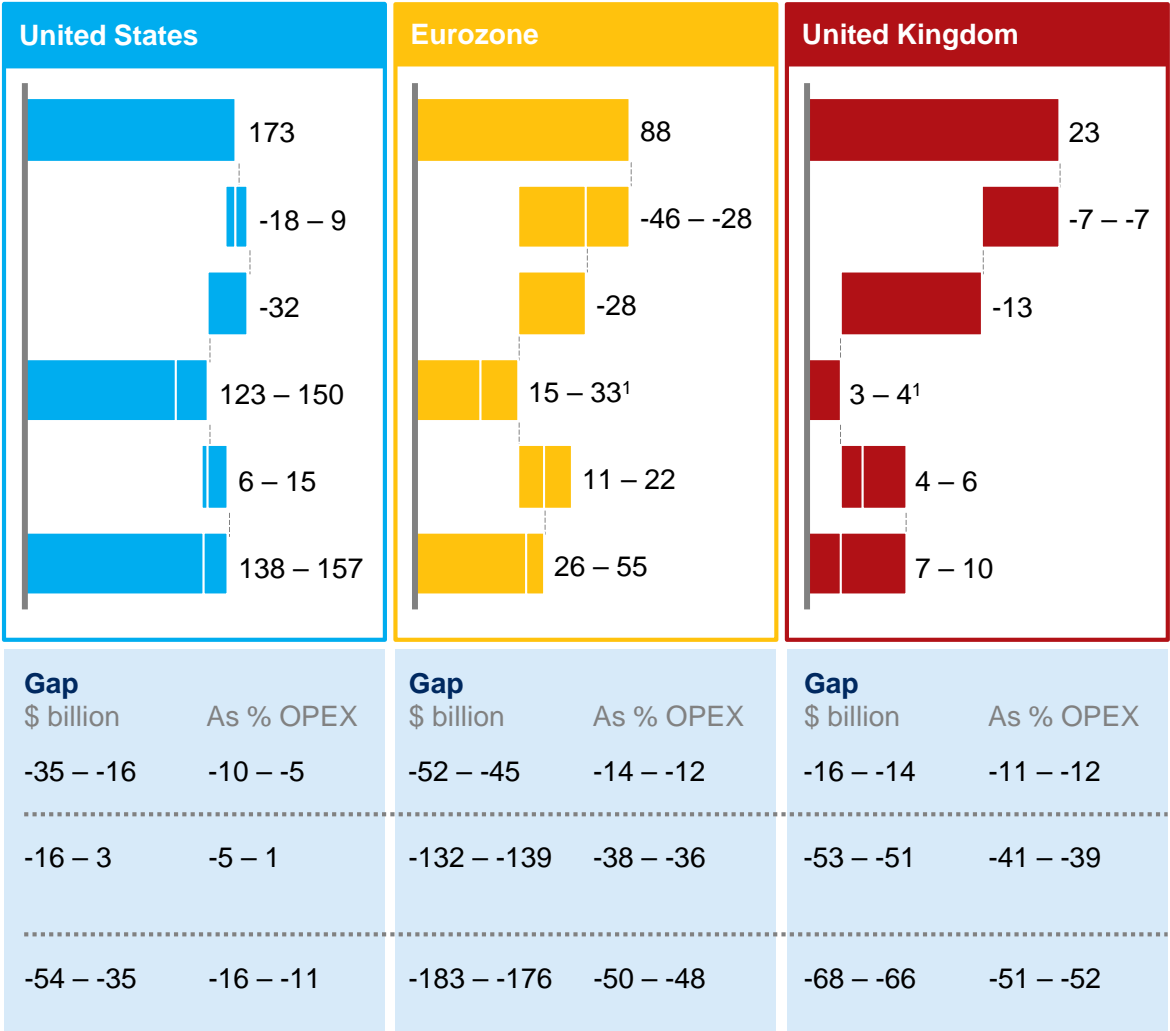 United States
Eurozone
United Kingdom
173
88
23
-18 – 9
-46 – -28
-7 – -7
-32
-28
-13
123 – 150
15 – 33¹
3 – 4¹
6 – 15
11 – 22
4 – 6
138 – 157
26 – 55
7 – 10
Gap
Gap
Gap
$ billion As % OPEX
$ billion As % OPEX
$ billion As % OPEX
-35 – -16 -10 – -5 -52 – -45 -14 – -12 -16 – -14 -11 – -12
-16 – 3 -5 – 1 -132 – -139 -38 – -36 -53 – -51 -41 – -39
-54 – -35 -16 – -11 -183 – -176 -50 – -48 -68 – -66 -51 – -52